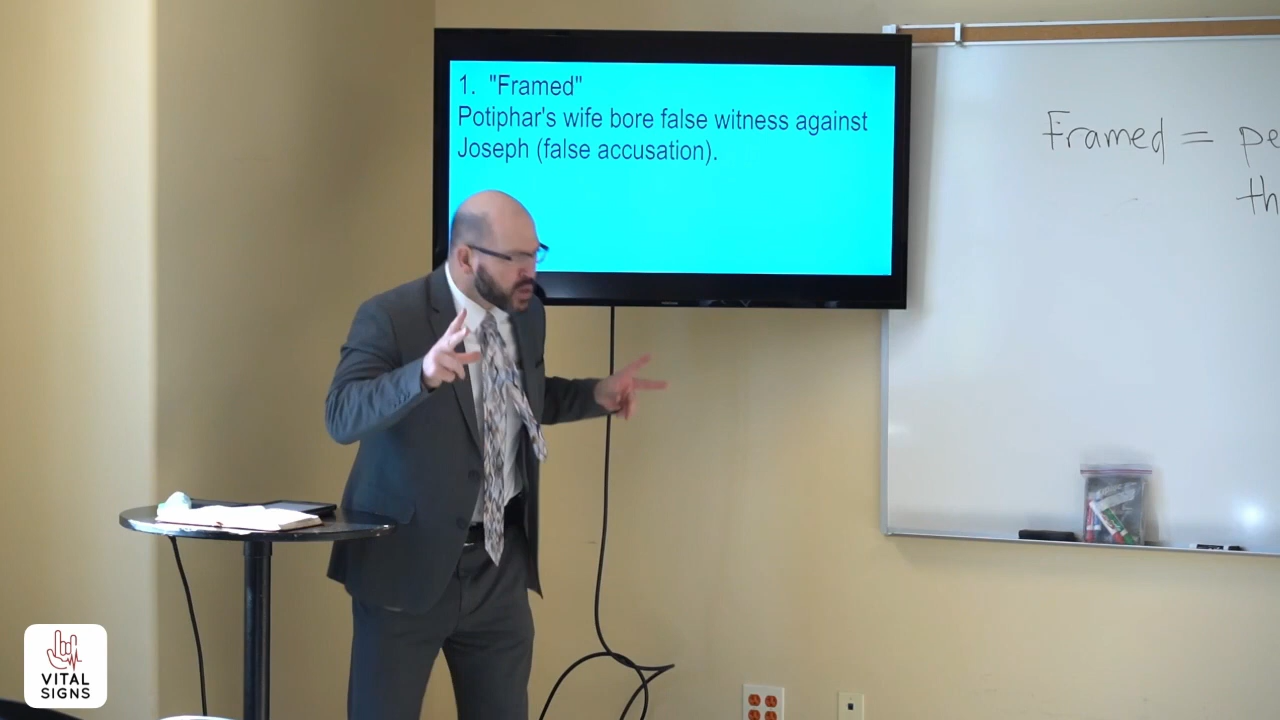 1. "Framed"
Potiphar's wife bore false witness against
Joseph (false accusation).
Framed =
VITAL
SIGNS